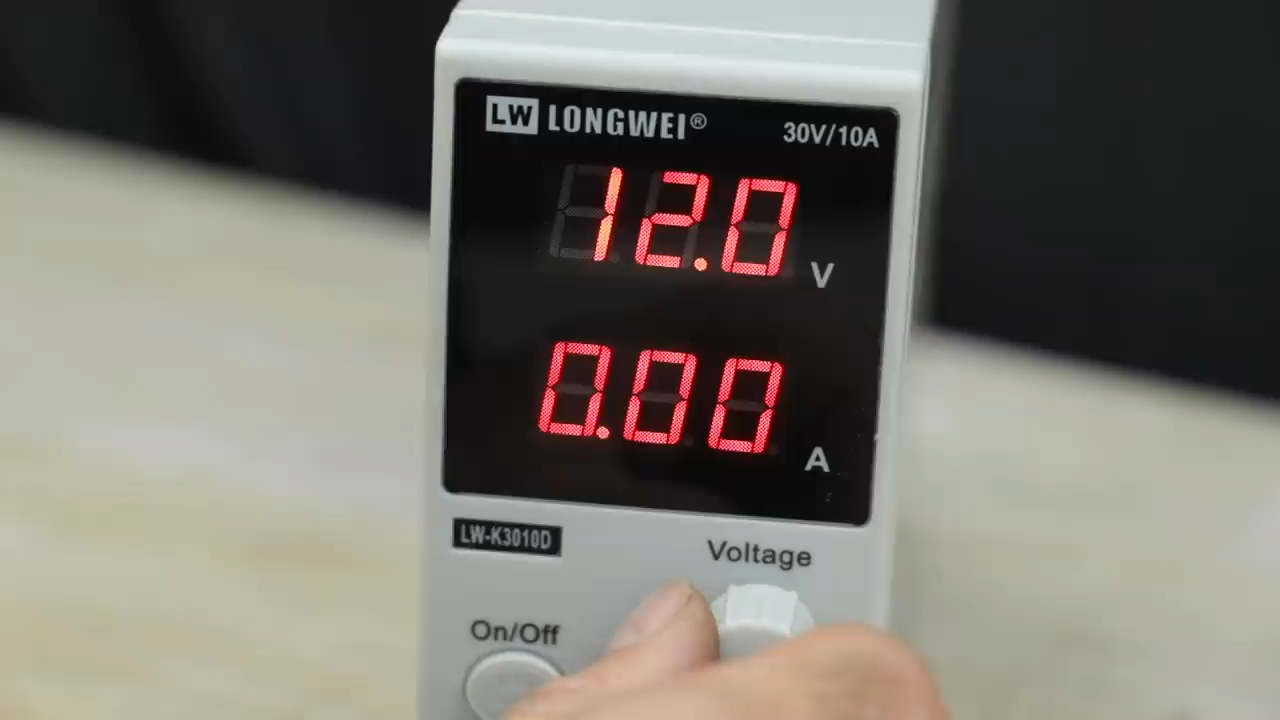 LW LONGWEI® 30V/10A
12.0 V
0.00 A
LW-K3010D
Voltage
On/Off